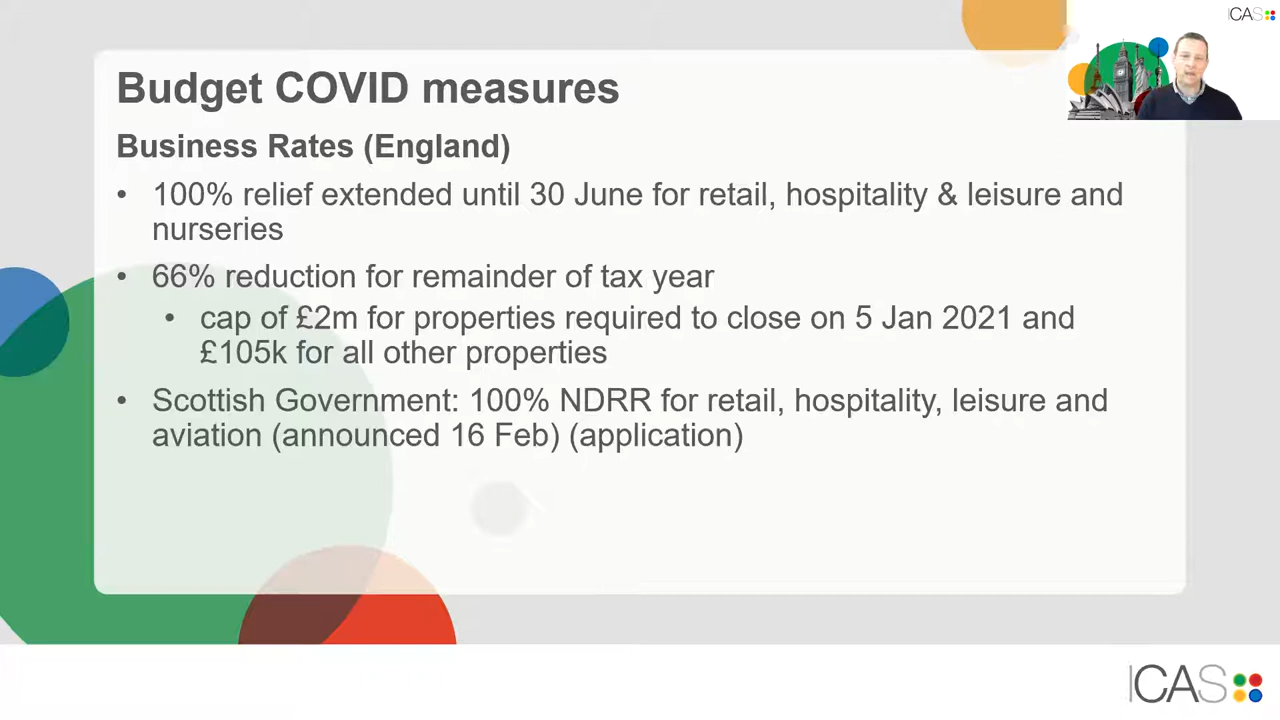 ICAS
Budget COVID measures
Business Rates (England)
• 100% relief extended until 30 June for retail, hospitality & leisure and
nurseries
• 66% reduction for remainder of tax year
• cap of £2m for properties required to close on 5 Jan 2021 and
£105k for all other properties
• Scottish Government: 100% NDRR for retail, hospitality, leisure and
aviation (announced 16 Feb) (application)
ICAS